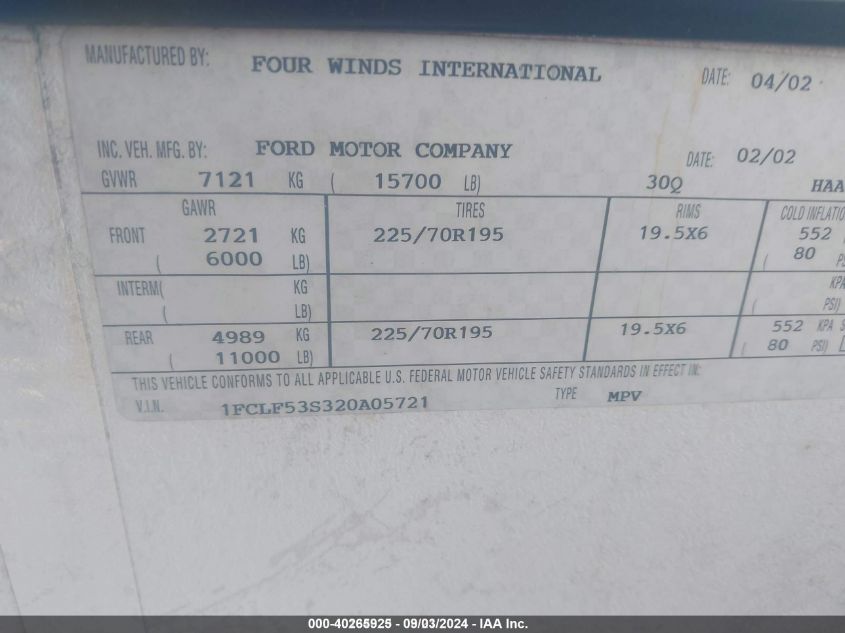 MANUFACTURED BY: FOUR WINDS INTERNATIONAL DATE: 04/02
INC. VEH. MFG. BY: FORD MOTOR COMPANY DATE: 02/02
GVWR 7121 KG ( 15700 LB) 30Q HAA
GAWR TIRES RIMS COLD INFLATIO
FRONT 2721 KG 225/70R195 19.5X6 552
( 6000 LB) ( 80 PS
INTERM( KG KPA
( LB) ( PSI)
REAR 4989 KG 225/70R195 19.5X6 552 KPA S
( 11000 LB) ( 80 PSI)
THIS VEHICLE CONFORMS TO ALL APPLICABLE U.S. FEDERAL MOTOR VEHICLE SAFETY STANDARDS IN EFFECT IN:
V.I.N. 1FCLF53S320A05721 TYPE MPV
000-40265925 - 09/03/2024 - IAA Inc.